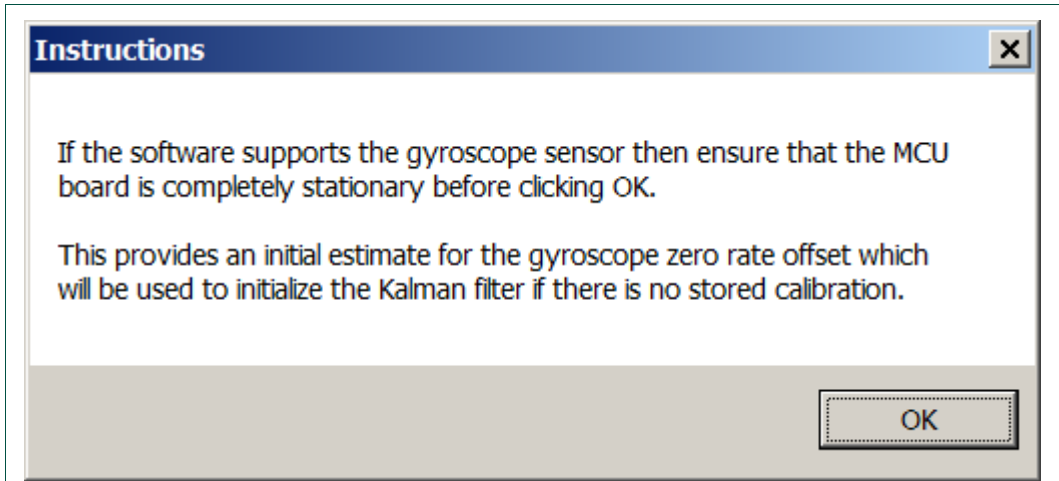 Instructions
If the software supports the gyroscope sensor then ensure that the MCU
board is completely stationary before clicking OK.
This provides an initial estimate for the gyroscope zero rate offset which
will be used to initialize the Kalman filter if there is no stored calibration.
OK